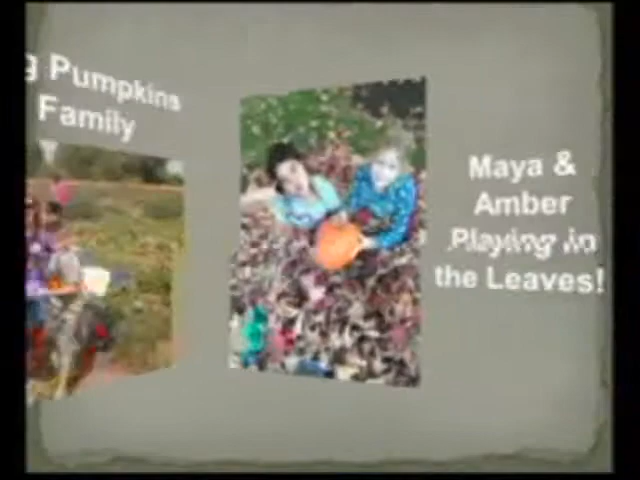 Pumpkins
Family
Maya &
Amber
Playing in
the Leaves!